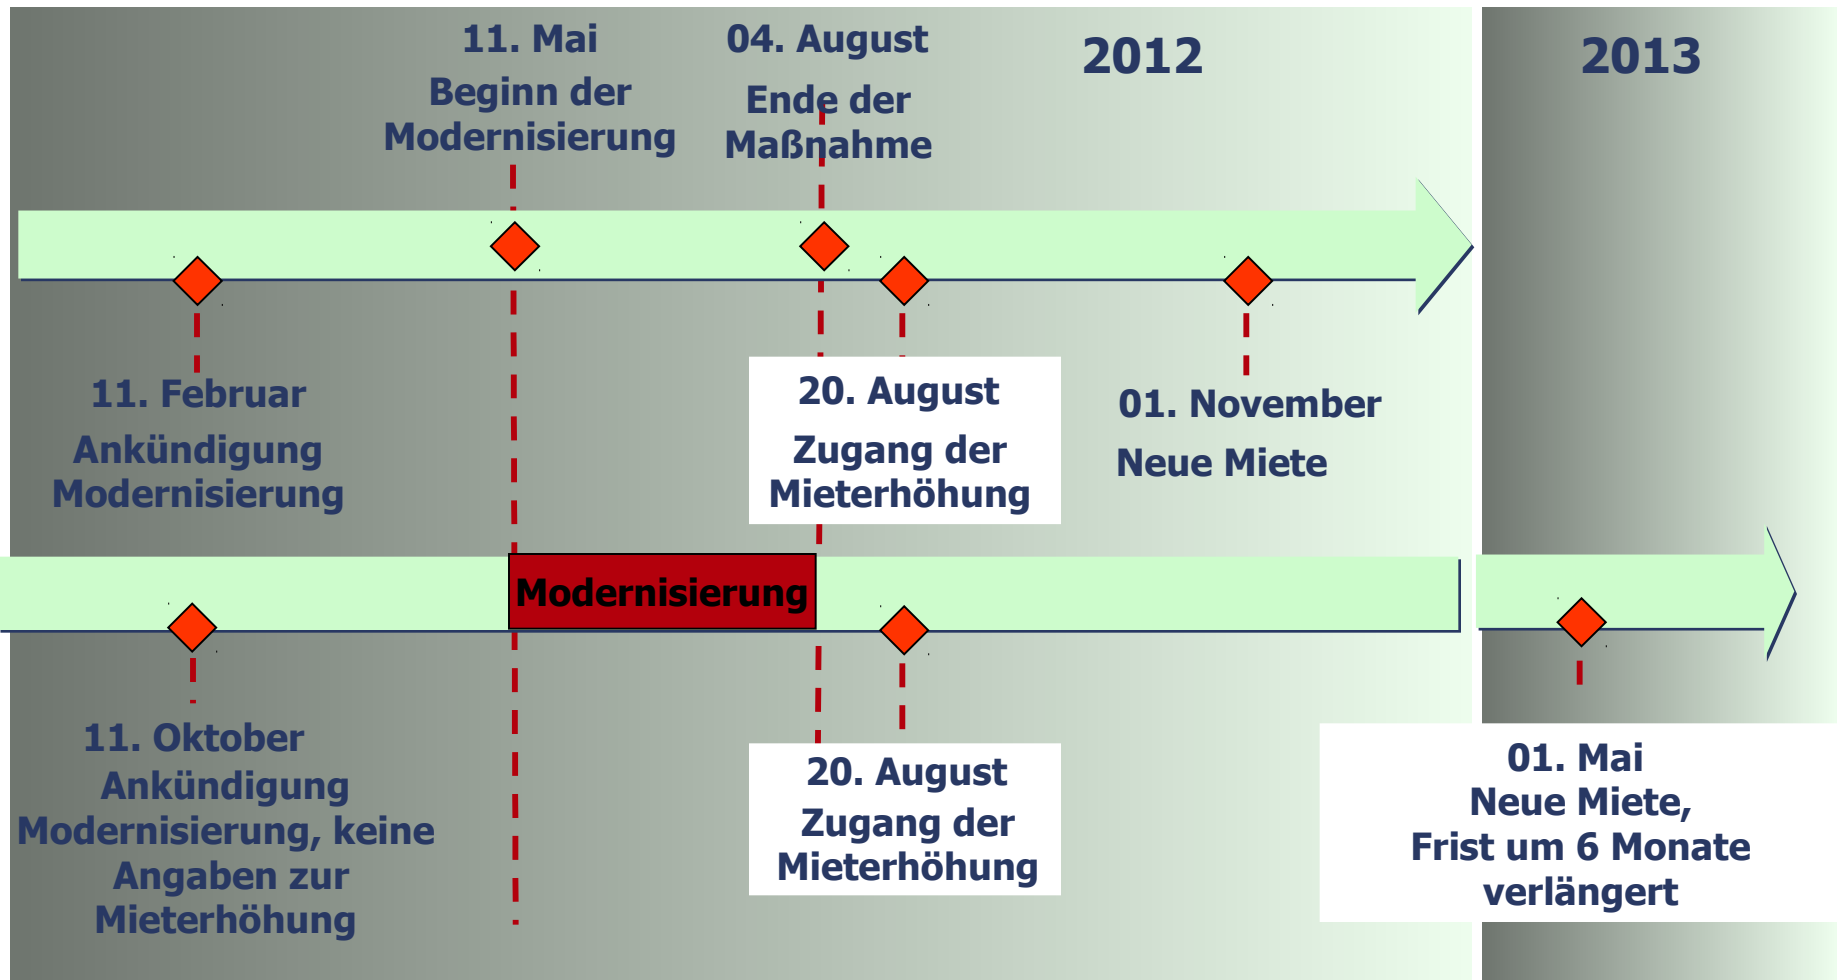 11. Mai
Beginn der
Modernisierung
04. August
Ende der
Maßnahme
2012
2013
11. Februar
Ankündigung
Modernisierung
20. August
Zugang der
Mieterhöhung
01. November
Neue Miete
Modernisierung
11. Oktober
Ankündigung
Modernisierung, keine
Angaben zur
Mieterhöhung
20. August
Zugang der
Mieterhöhung
01. Mai
Neue Miete,
Frist um 6 Monate
verlängert